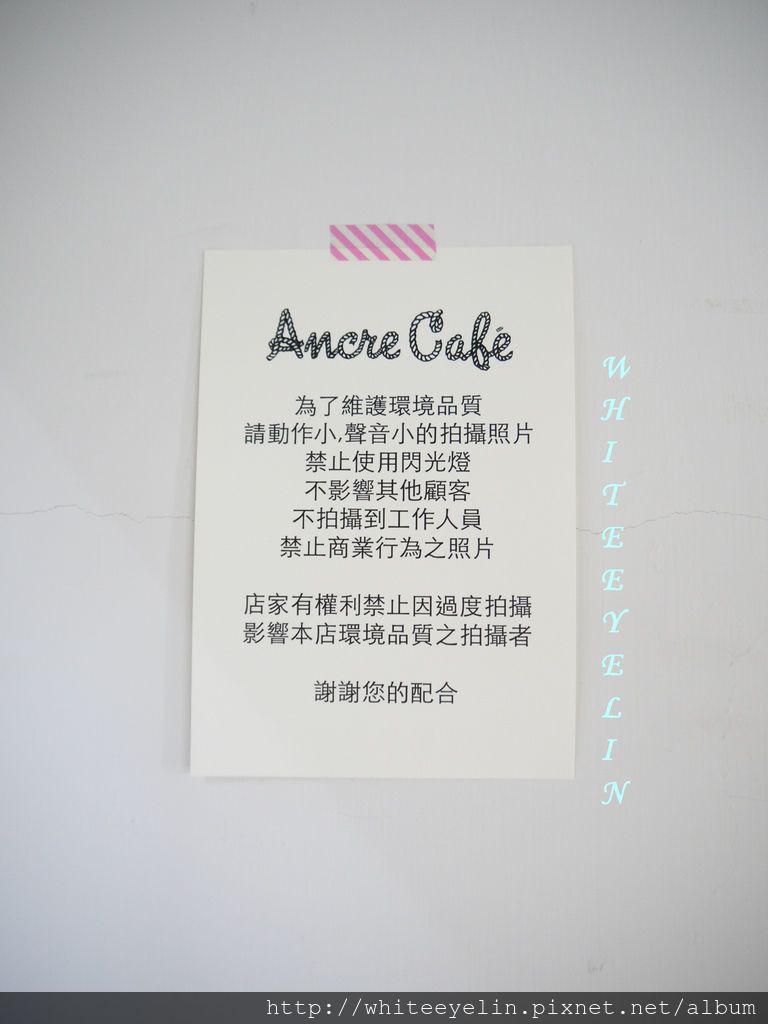 Ancre Café
為了維護環境品質
請動作小,聲音小的拍攝照片
禁止使用閃光燈
不影響其他顧客
不拍攝到工作人員
禁止商業行為之照片
店家有權利禁止因過度拍攝
影響本店環境品質之拍攝者
謝謝您的配合
WHITEEYELIN
http://whiteeyelin.pixnet.net/album